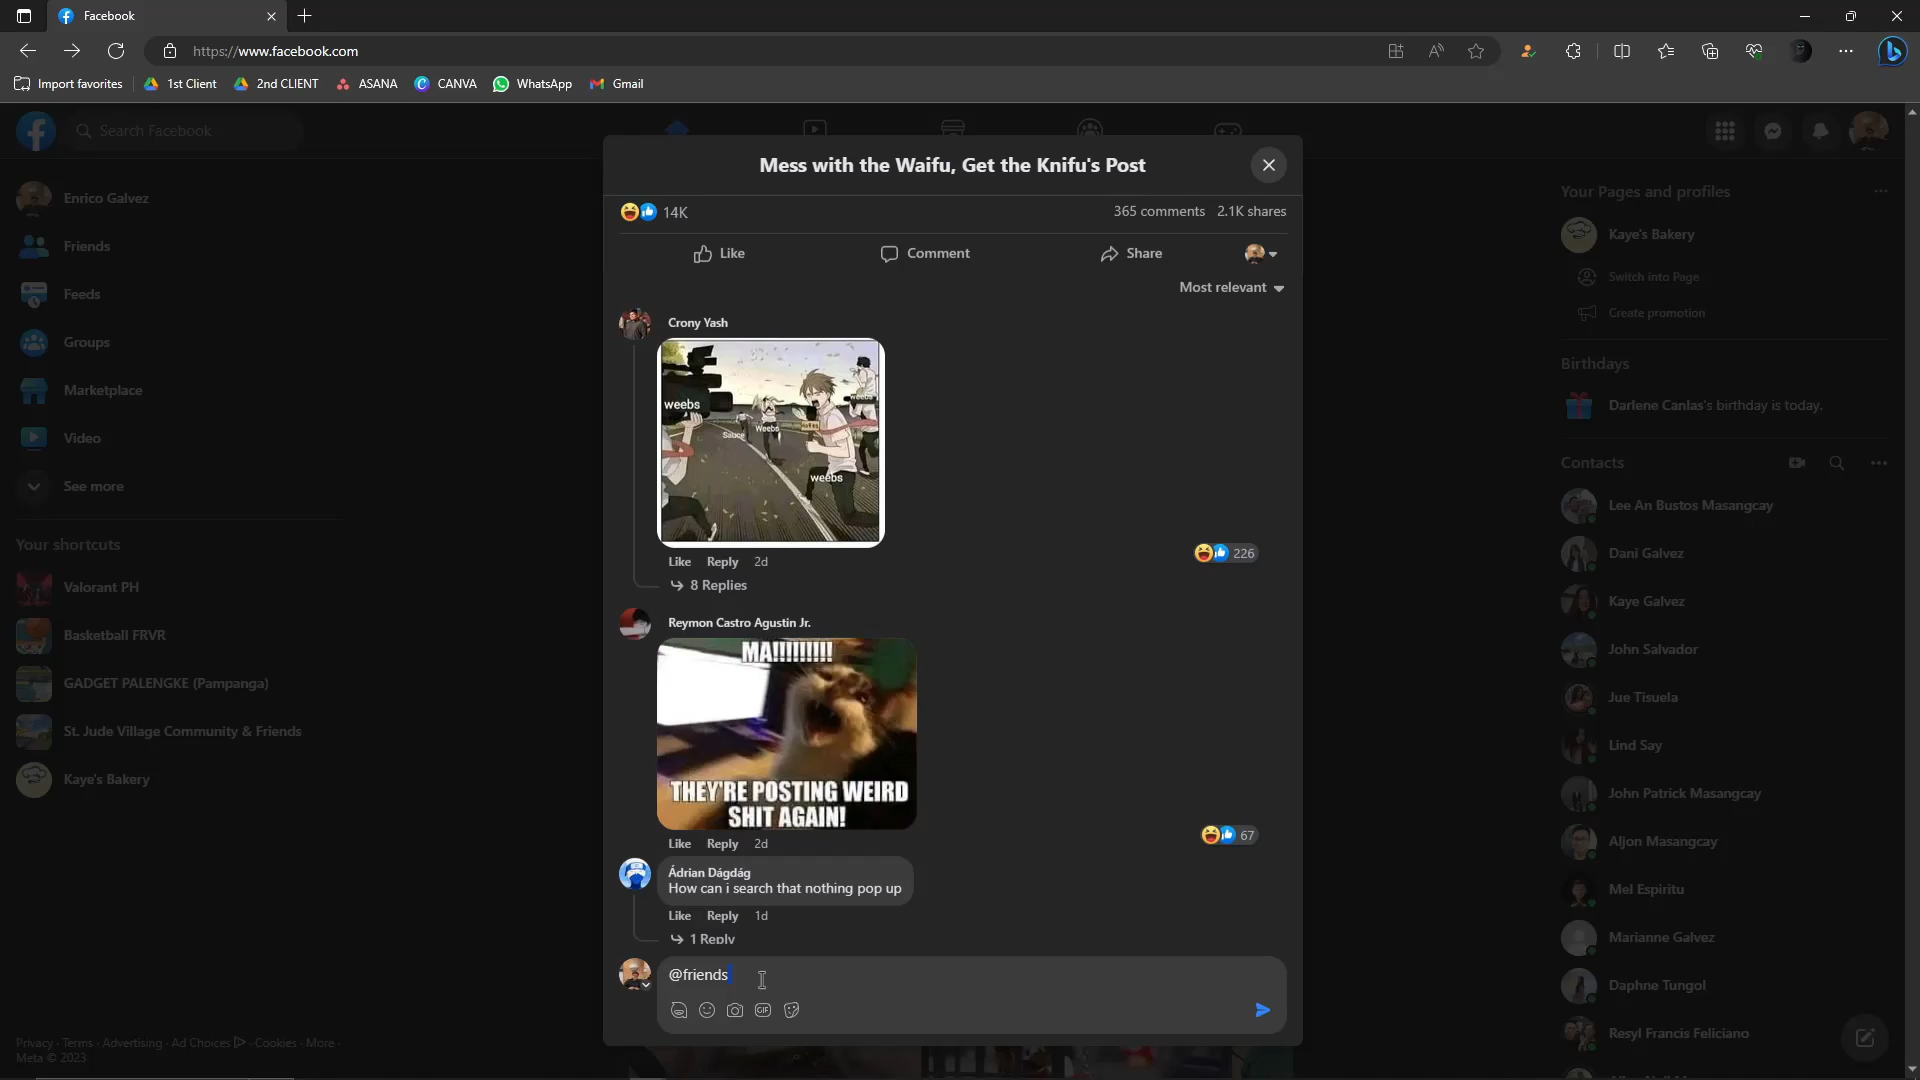 Facebook
https://www.facebook.com
Import favorites
1st Client
2nd CLIENT
ASANA
CANVA
WhatsApp
Gmail
Search Facebook
Enrico Galvez
Friends
Feeds
Groups
Marketplace
Video
See more
Your shortcuts
Valorant PH
Basketball FRVR
GADGET PALENGKE (Pampanga)
St. Jude Village Community & Friends
Kaye's Bakery
Privacy · Terms · Advertising · Ad Choices · Cookies · More ·
Meta © 2023
Mess with the Waifu, Get the Knifu's Post
14K
365 comments 2.1K shares
Like
Comment
Share
Most relevant
Crony Yash
weebs
Sauce
Weebs
weebs
weebs
Like Reply 2d
226
8 Replies
Reymon Castro Agustin Jr.
MA!!!!!!!!!
THEY'RE POSTING WEIRD
SHIT AGAIN!
Like Reply 2d
67
Ádrian Dágdág
How can i search that nothing pop up
Like Reply 1d
1 Reply
@friends
GIF
Your Pages and profiles
Kaye's Bakery
Switch into Page
Create promotion
Birthdays
Darlene Canlas's birthday is today.
Contacts
Lee An Bustos Masangcay
Dani Galvez
Kaye Galvez
John Salvador
Jue Tisuela
Lind Say
John Patrick Masangcay
Aljon Masangcay
Mel Espiritu
Marianne Galvez
Daphne Tungol
Resyl Francis Feliciano